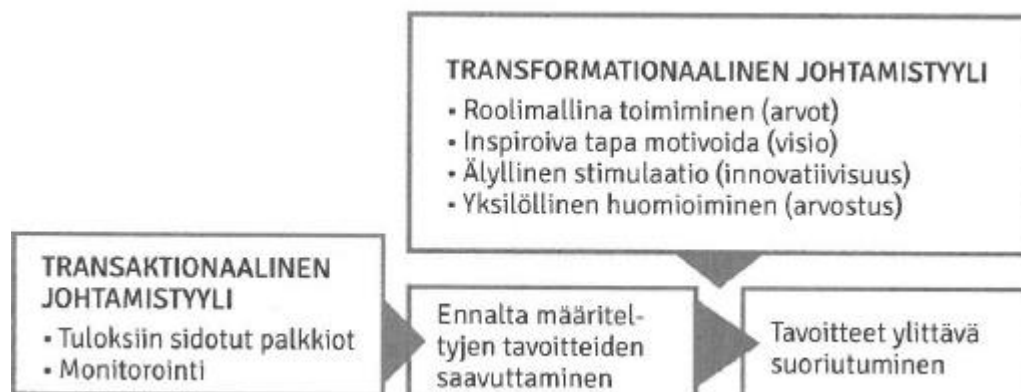 TRANSFORMATIONAALINEN JOHTAMISTYYLI
▪ Roolimallina toimiminen (arvot)
▪ Inspiroiva tapa motivoida (visio)
▪ Älyllinen stimulaatio (innovatiivisuus)
▪ Yksilöllinen huomioiminen (arvostus)
TRANSAKTIONAALINEN
JOHTAMISTYYLI
▪ Tuloksiin sidotut palkkiot
▪ Monitorointi
Ennalta määritel-
tyjen tavoitteiden
saavuttaminen
Tavoitteet ylittävä
suoriutuminen